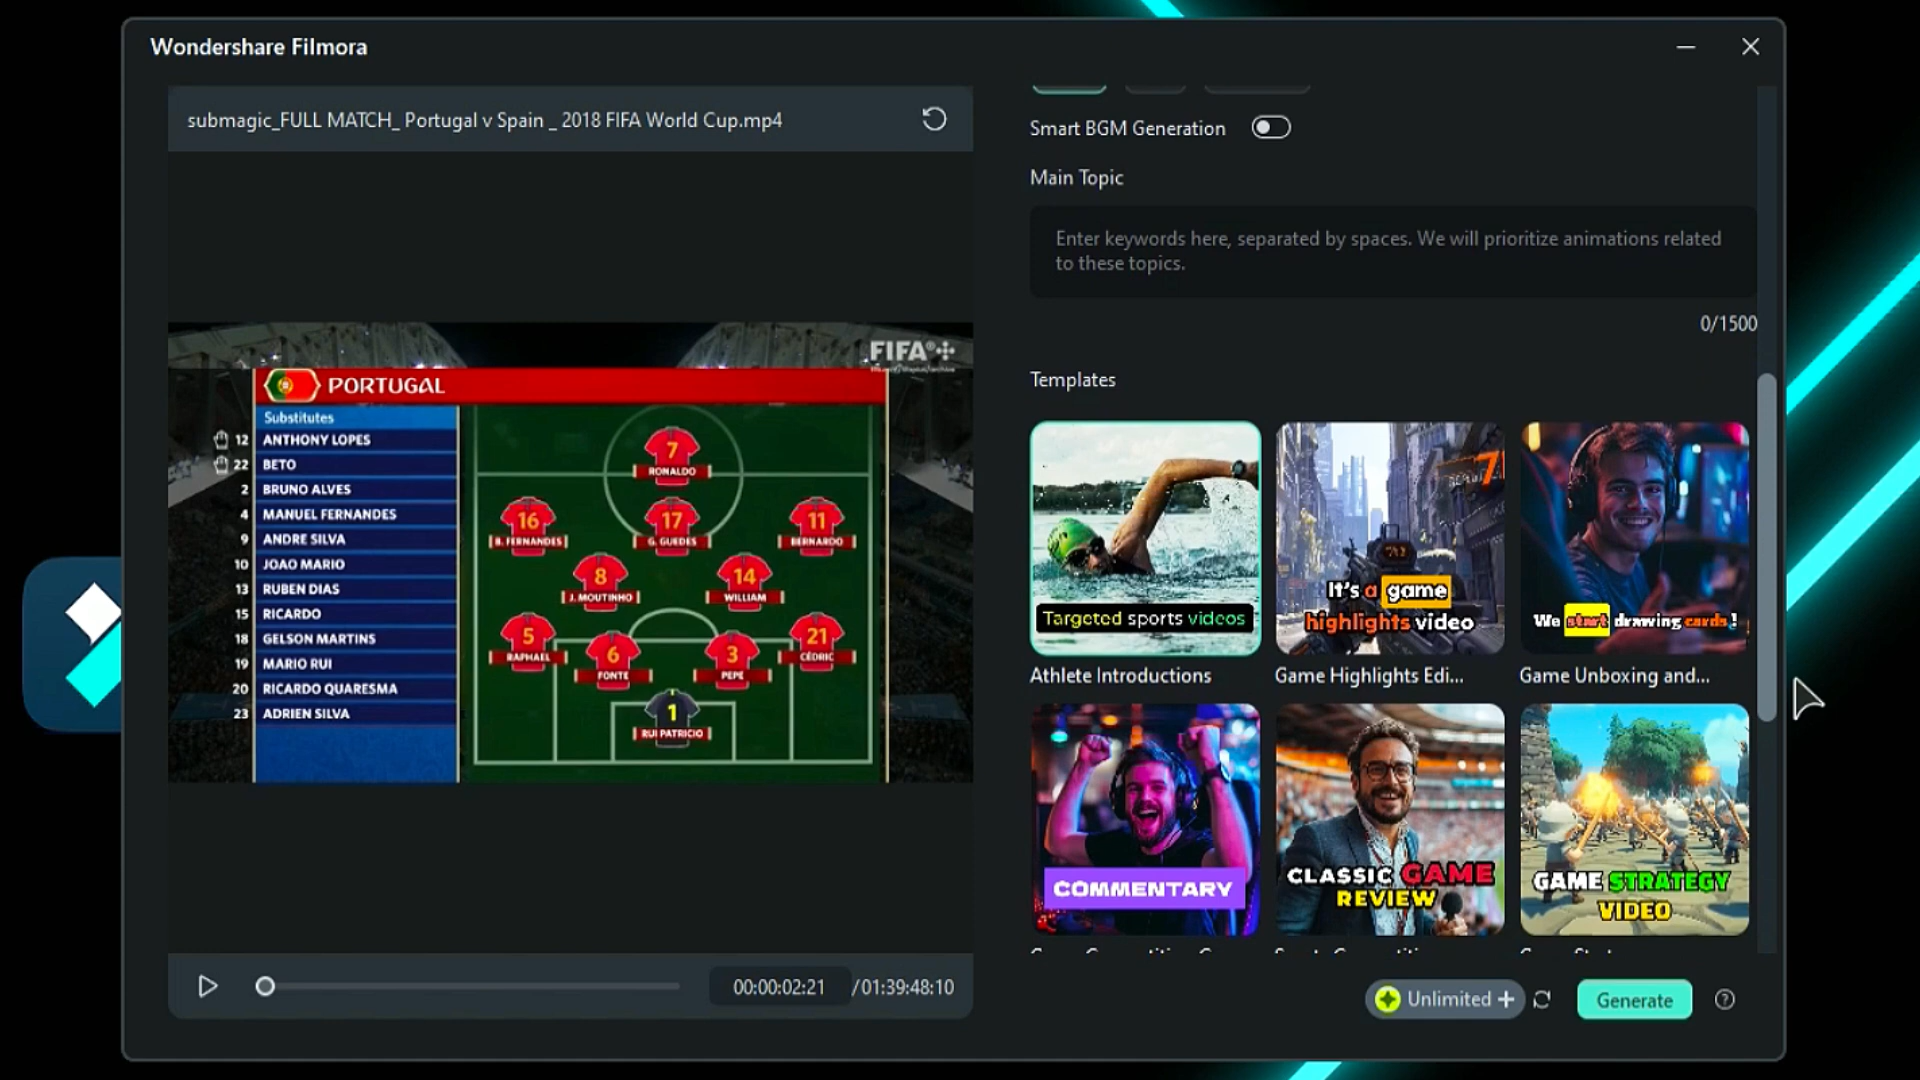 Wondershare Filmora
submagic_FULL MATCH_ Portugal v Spain _ 2018 FIFA World Cup.mp4
FIFA+
PORTUGAL
Substitutes
12 ANTHONY LOPES
22 BETO
2 BRUNO ALVES
4 MANUEL FERNANDES
9 ANDRE SILVA
10 JOAO MARIO
13 RUBEN DIAS
15 RICARDO
18 GELSON MARTINS
19 MARIO RUI
20 RICARDO QUARESMA
23 ADRIEN SILVA
7
RONALDO
16 17 11
B. FERNANDES G. GUEDES BERNARDO
8 14
J. MOUTINHO WILLIAM
5 6 3 21
RAPHAEL FONTE PEPE CÉDRIC
1
RUI PATRICIO
00:00:02:21 /01:39:48:10
Smart BGM Generation
Main Topic
Enter keywords here, separated by spaces. We will prioritize animations related
to these topics.
0/1500
Templates
Targeted sports videos
Athlete Introductions
7
It's a game
highlights video
Game Highlights Edi...
We start drawing cards!
Game Unboxing and...
COMMENTARY
CLASSIC GAME
REVIEW
GAME STRATEGY
VIDEO
Unlimited +
Generate
?